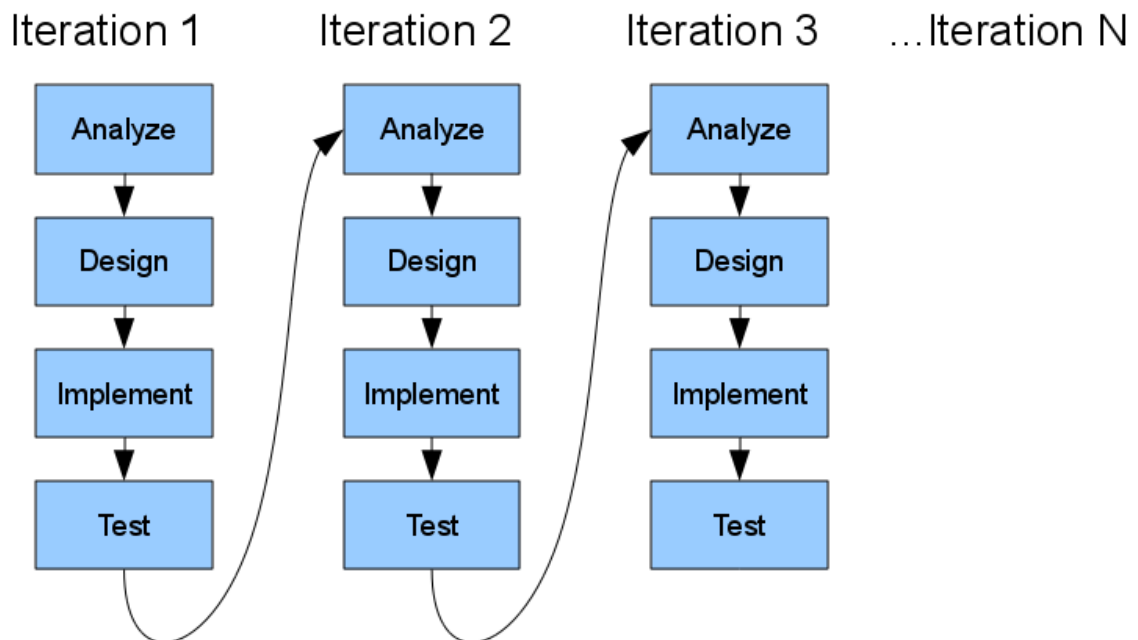 Iteration 1
Iteration 2
Iteration 3
...Iteration N
Analyze
Analyze
Analyze
Design
Design
Design
Implement
Implement
Implement
Test
Test
Test